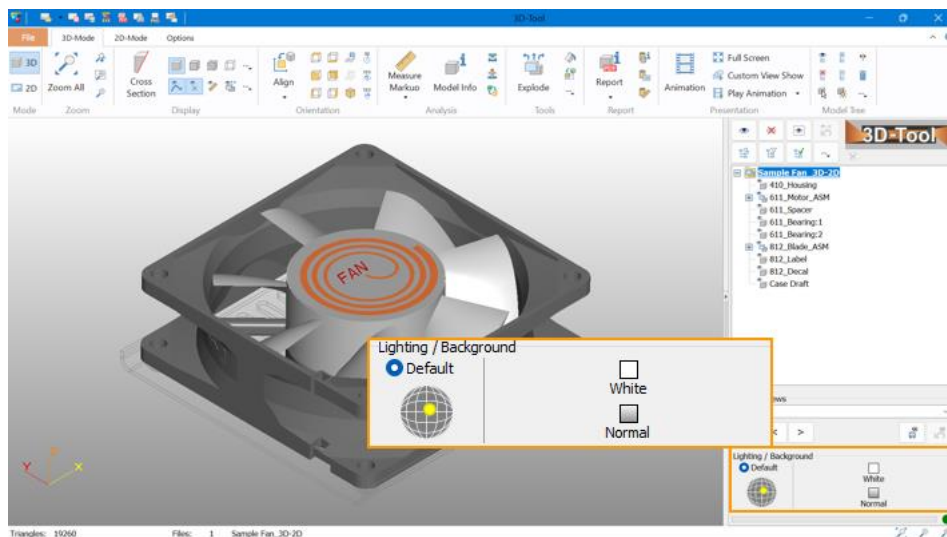 3D-Tool
File 3D-Mode 2D-Mode Options
3D
2D
Zoom All
Cross
Section
Align
Measure
Markuo
Model Info
Explode
Report
Animation
Full Screen
Custom View Show
Play Animation
Mode Zoom Display Orientation Analysis Tools Report Presentation Model Tree
3D-Tool
Sample Fan_3D-2D
410_Housing
611_Motor_ASM
611_Spacer
611_Bearing:1
611_Bearing:2
812_Blade_ASM
812_Label
812_Decal
Case Draft
FAN
Lighting / Background
Default
White
Normal
ews
< >
Lighting / Background
Default
White
Normal
Y Z X
Triangles: 19260 Files: 1 Sample Fan_3D-2D